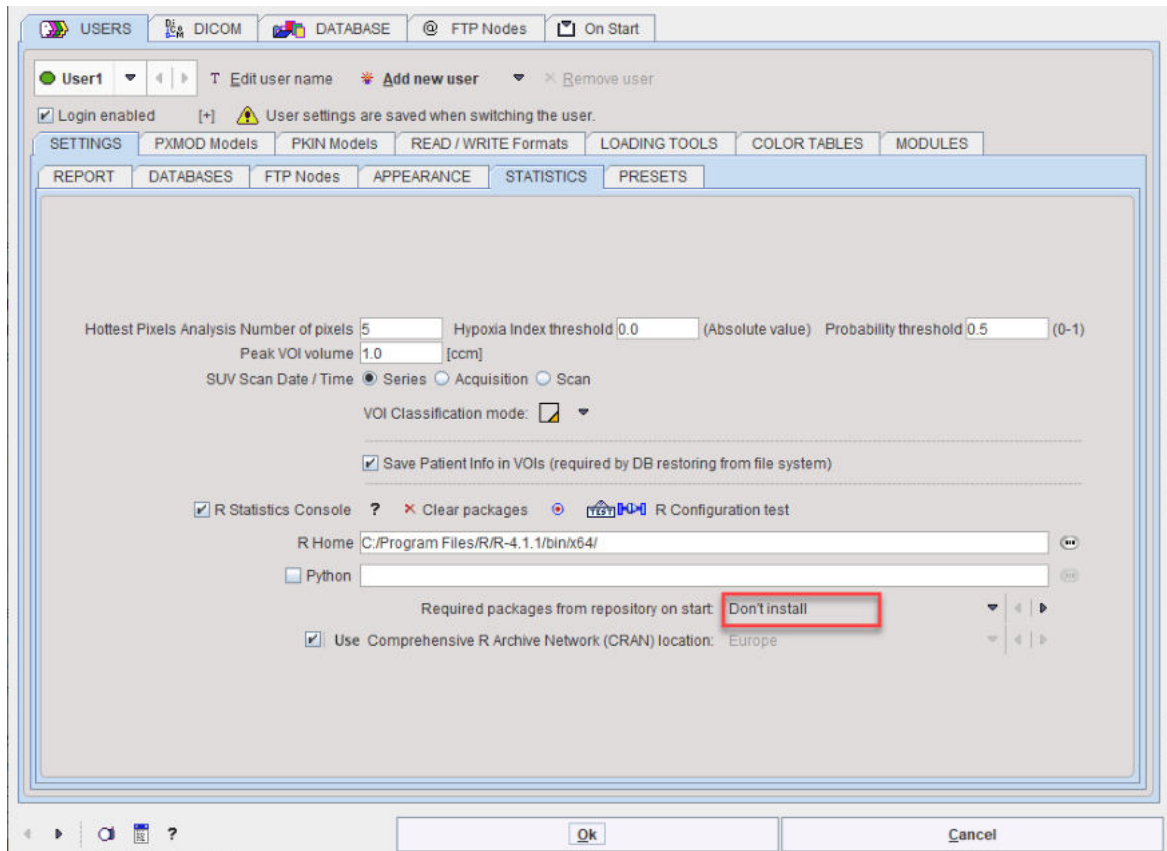 USERS DICOM DATABASE @ FTP Nodes On Start
User1 T Edit user name Add new user Remove user
Login enabled [+] User settings are saved when switching the user.
SETTINGS PXMOD Models PKIN Models READ / WRITE Formats LOADING TOOLS COLOR TABLES MODULES
REPORT DATABASES FTP Nodes APPEARANCE STATISTICS PRESETS
Hottest Pixels Analysis Number of pixels 5 Hypoxia Index threshold 0.0 (Absolute value) Probability threshold 0.5 (0-1)
Peak VOI volume 1.0 [ccm]
SUV Scan Date / Time Series Acquisition Scan
VOI Classification mode:
Save Patient Info in VOIs (required by DB restoring from file system)
R Statistics Console ? Clear packages TEST R Configuration test
R Home C:/Program Files/R/R-4.1.1/bin/x64/
Python
Required packages from repository on start: Don't install
Use Comprehensive R Archive Network (CRAN) location: Europe
? Ok Cancel